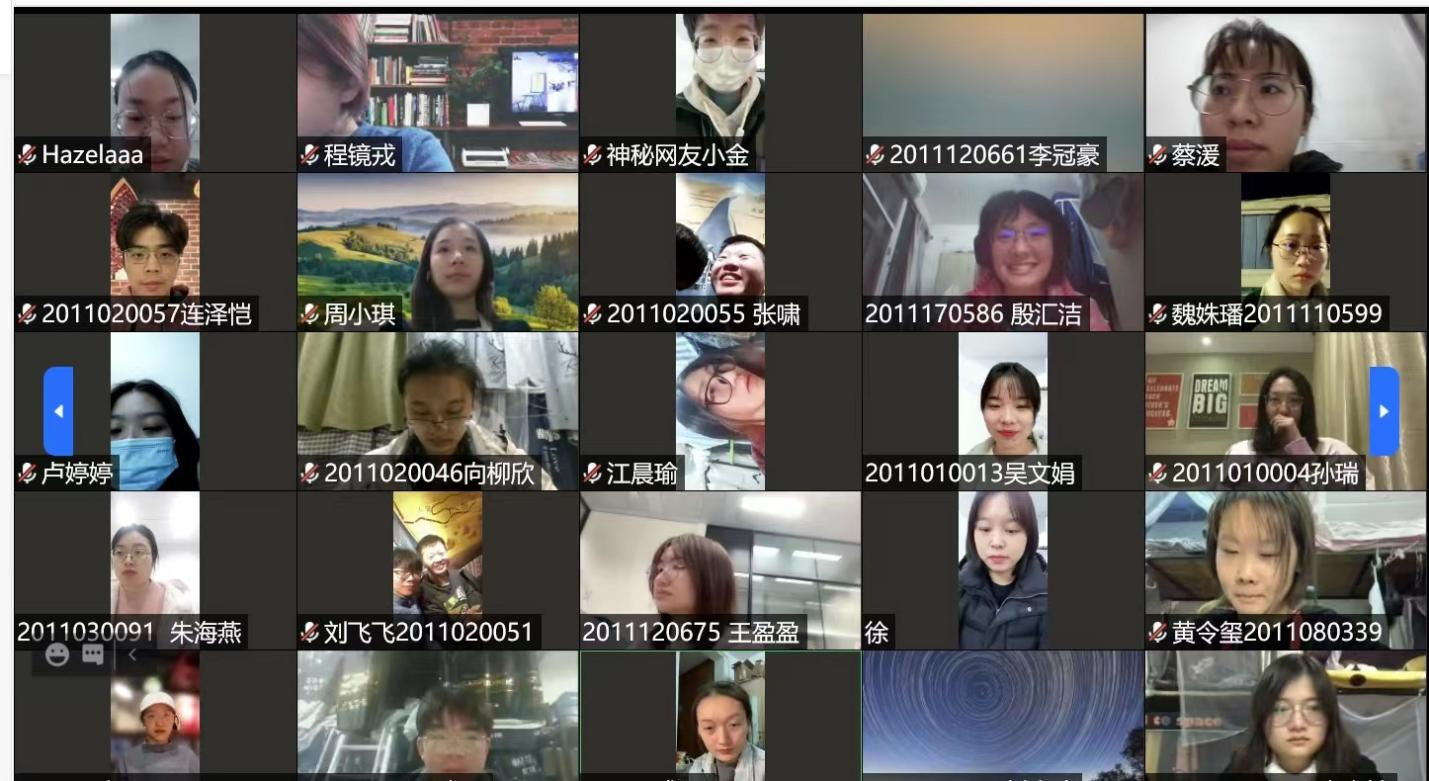 Hazelaaa
程镜戎
神秘网友小金
2011120661李冠豪
蔡湲
2011020057连泽恺
周小琪
2011020055 张啸
2011170586 殷汇洁
魏姝璠2011110599
卢婷婷
2011020046向柳欣
江晨瑜
2011010013吴文娟
DREAM
BIG
2011010004孙瑞
2011030091 朱海燕
刘飞飞2011020051
2011120675 王盈盈
徐
黄令玺2011080339
to space